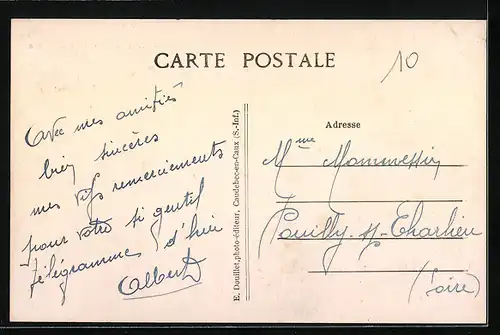 CARTE POSTALE
10
Avec mes amitiés
bien sincères
mes vifs remerciements
pour votre si gentil
télégramme d'hier
Albert
E. Douillet, photo-éditeur, Caudebec-en-Caux (S.-Inf.)
Adresse
Mme Mommessin
Pouilly-s/-Charlieu
(Loire)